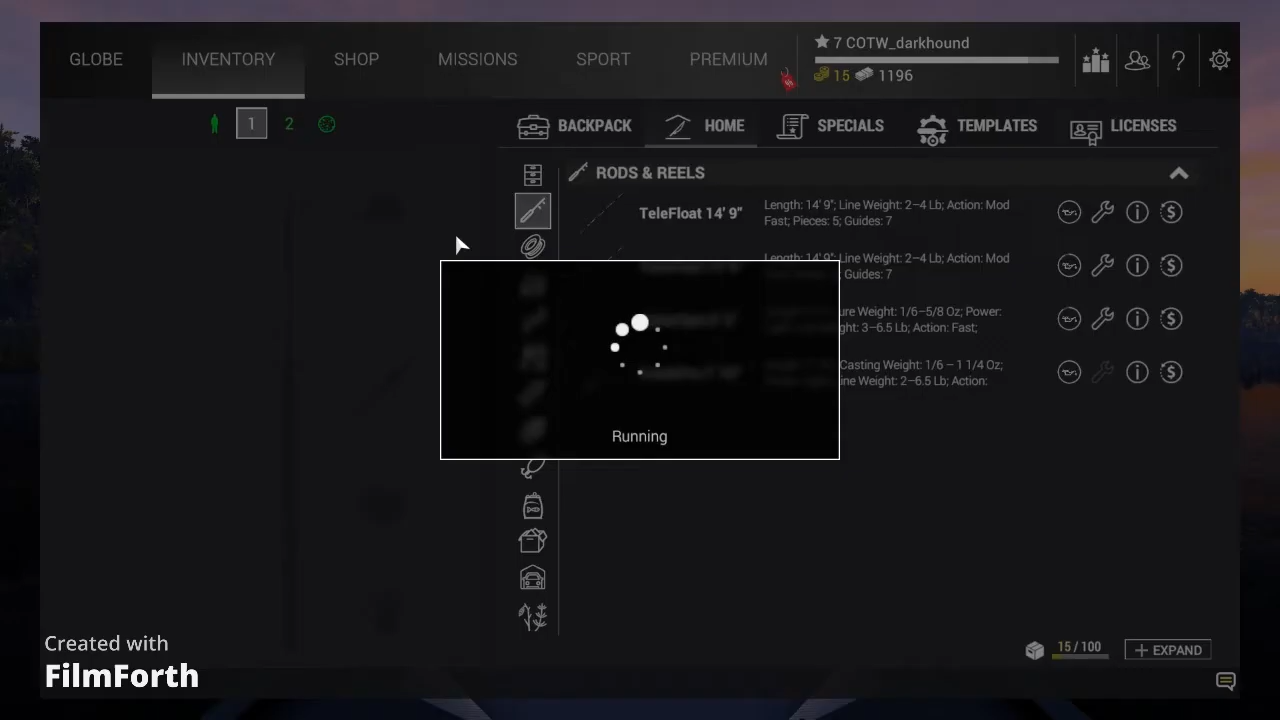 GLOBE INVENTORY SHOP MISSIONS SPORT PREMIUM
7 COTW_darkhound
15 1196
1 2
BACKPACK HOME SPECIALS TEMPLATES LICENSES
RODS & REELS
TeleFloat 14' 9"
Length: 14' 9"; Line Weight: 2–4 Lb; Action: Mod
Fast; Pieces: 5; Guides: 7
Length: 14' 9"; Line Weight: 2–4 Lb; Action: Mod
Guides: 7
ure Weight: 1/6–5/8 Oz; Power:
ght: 3–6.5 Lb; Action: Fast;
Casting Weight: 1/6 – 1 1/4 Oz;
ine Weight: 2–6.5 Lb; Action:
Running
15 / 100
+ EXPAND
Created with
FilmForth